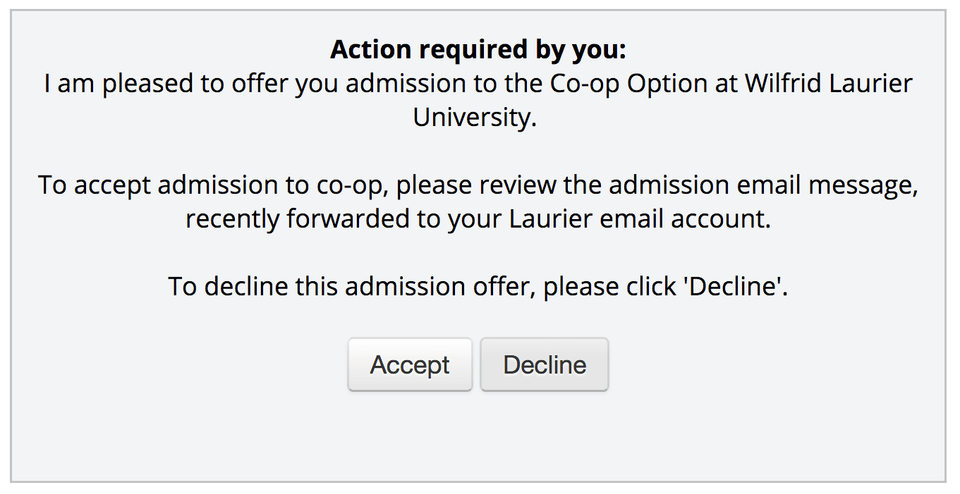 Action required by you:
I am pleased to offer you admission to the Co-op Option at Wilfrid Laurier
University.
To accept admission to co-op, please review the admission email message,
recently forwarded to your Laurier email account.
To decline this admission offer, please click 'Decline'.
Accept Decline